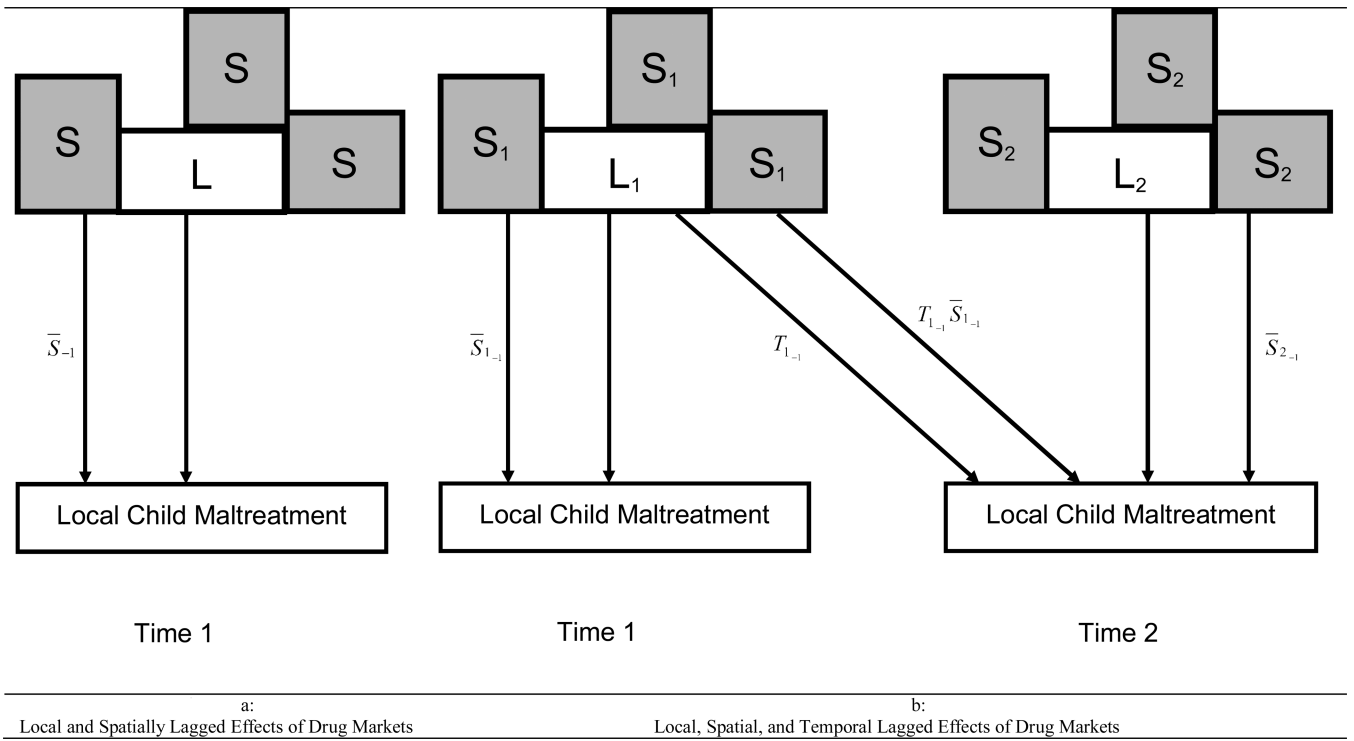 S
S
L
S
S̅₋₁
Local Child Maltreatment
Time 1
S₁
S₁
L₁
S₁
S̅₁₋₁
T₁₋₁
T₁₋₁ S̅₁₋₁
Local Child Maltreatment
Time 1
S₂
S₂
L₂
S₂
S̅₂₋₁
Local Child Maltreatment
Time 2
a:
Local and Spatially Lagged Effects of Drug Markets
b:
Local, Spatial, and Temporal Lagged Effects of Drug Markets